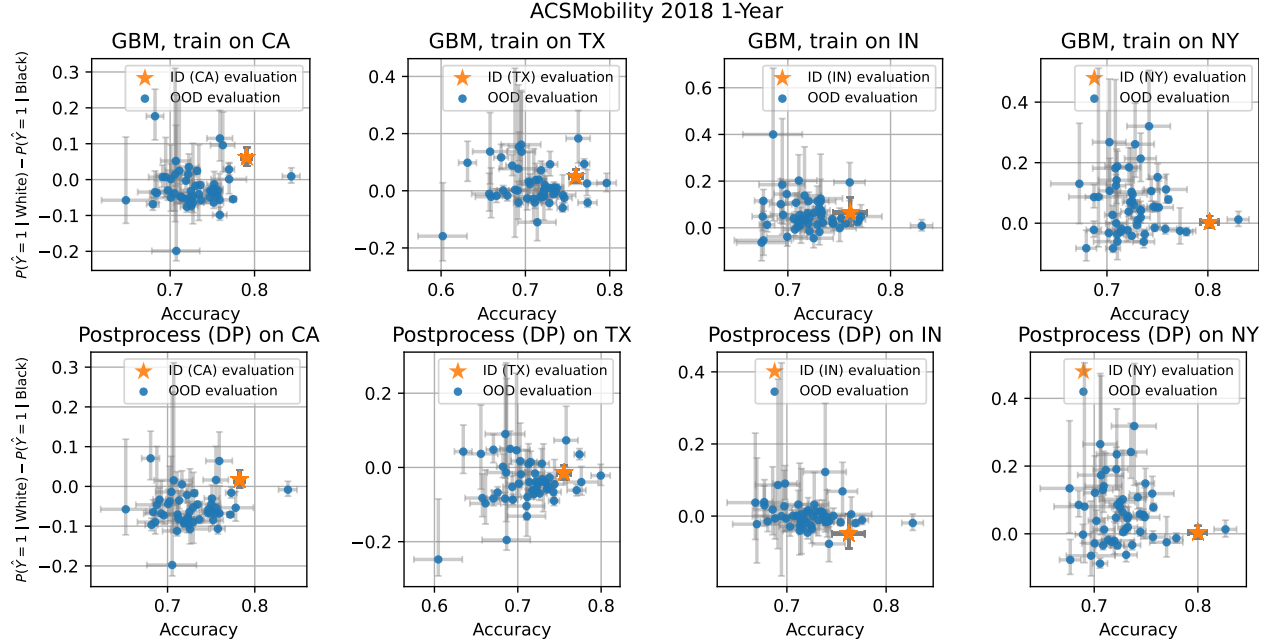 ACSMobility 2018 1-Year
GBM, train on CA
GBM, train on TX
GBM, train on IN
GBM, train on NY
P(Ŷ = 1 | White) − P(Ŷ = 1 | Black)
0.3
0.2
0.1
0.0
−0.1
−0.2
ID (CA) evaluation
OOD evaluation
0.7
0.8
Accuracy
0.4
0.2
0.0
−0.2
ID (TX) evaluation
OOD evaluation
0.6
0.7
0.8
Accuracy
0.6
0.4
0.2
0.0
ID (IN) evaluation
OOD evaluation
0.7
0.8
Accuracy
0.4
0.2
0.0
ID (NY) evaluation
OOD evaluation
0.7
0.8
Accuracy
Postprocess (DP) on CA
Postprocess (DP) on TX
Postprocess (DP) on IN
Postprocess (DP) on NY
P(Ŷ = 1 | White) − P(Ŷ = 1 | Black)
0.3
0.2
0.1
0.0
−0.1
−0.2
ID (CA) evaluation
OOD evaluation
0.7
0.8
Accuracy
0.2
0.0
−0.2
ID (TX) evaluation
OOD evaluation
0.6
0.7
0.8
Accuracy
0.4
0.2
0.0
ID (IN) evaluation
OOD evaluation
0.7
0.8
Accuracy
0.4
0.2
0.0
ID (NY) evaluation
OOD evaluation
0.7
0.8
Accuracy